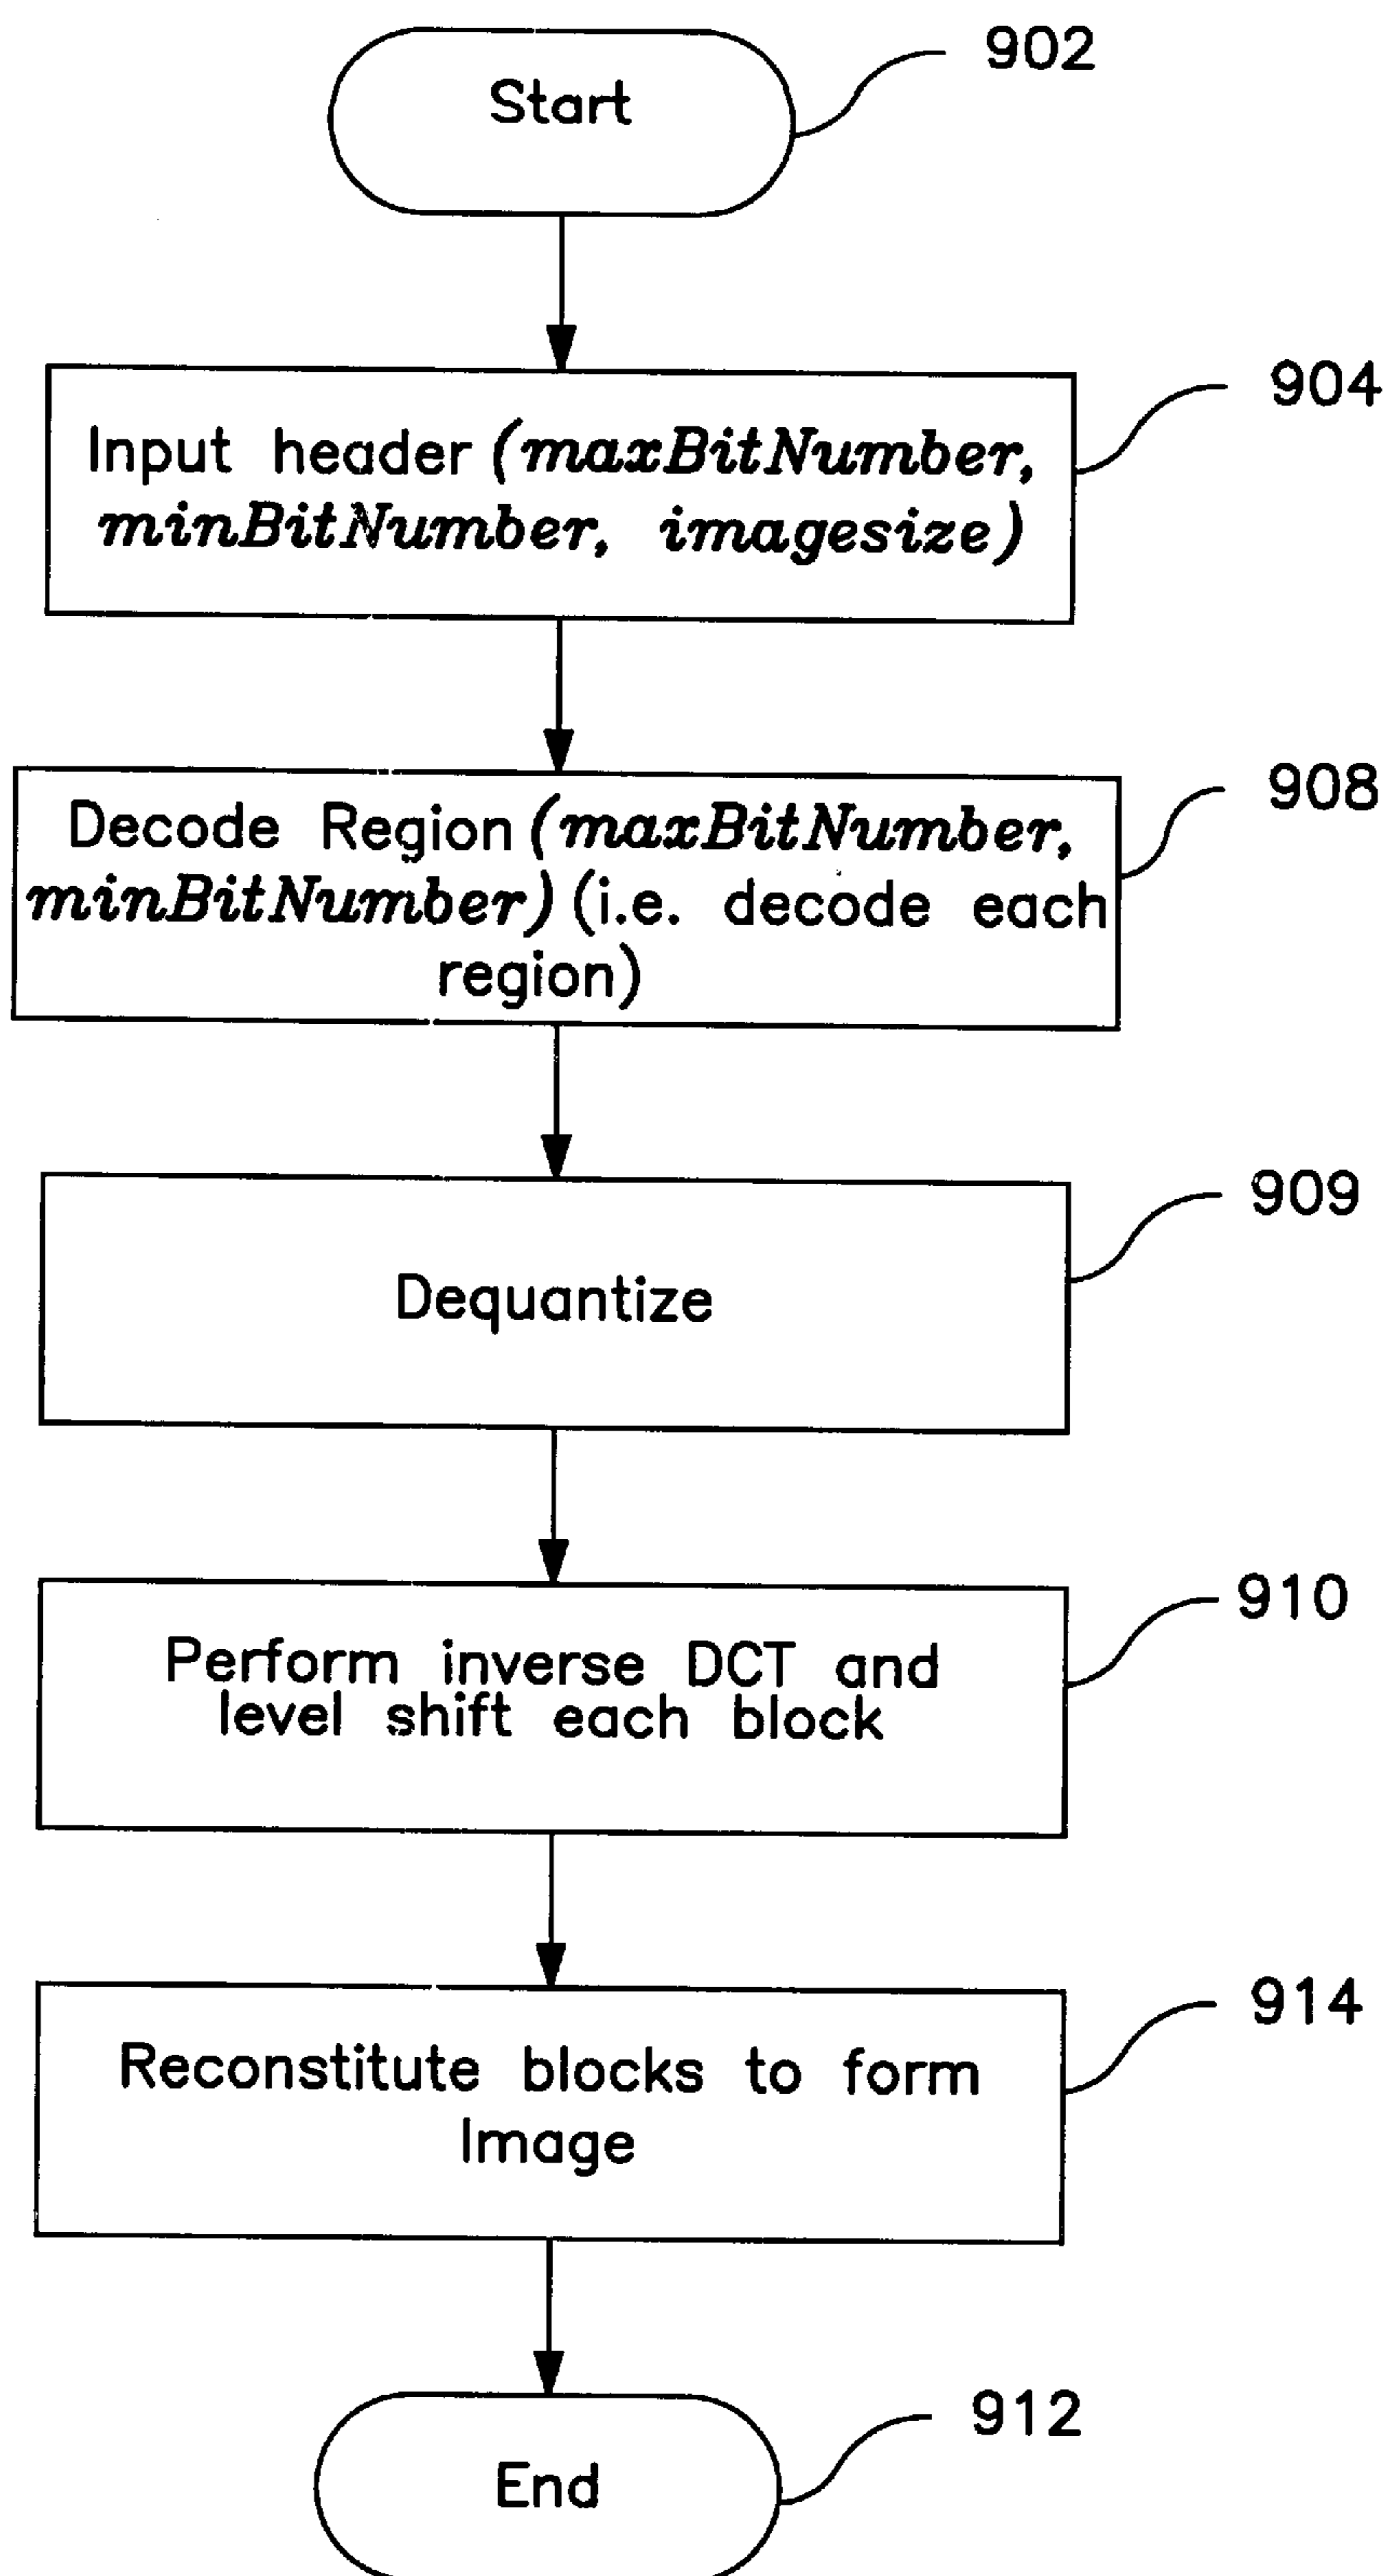 Start
902
Input header (maxBitNumber,
minBitNumber, imagesize)
904
Decode Region (maxBitNumber,
minBitNumber) (i.e. decode each
region)
908
Dequantize
909
Perform inverse DCT and
level shift each block
910
Reconstitute blocks to form
Image
914
End
912